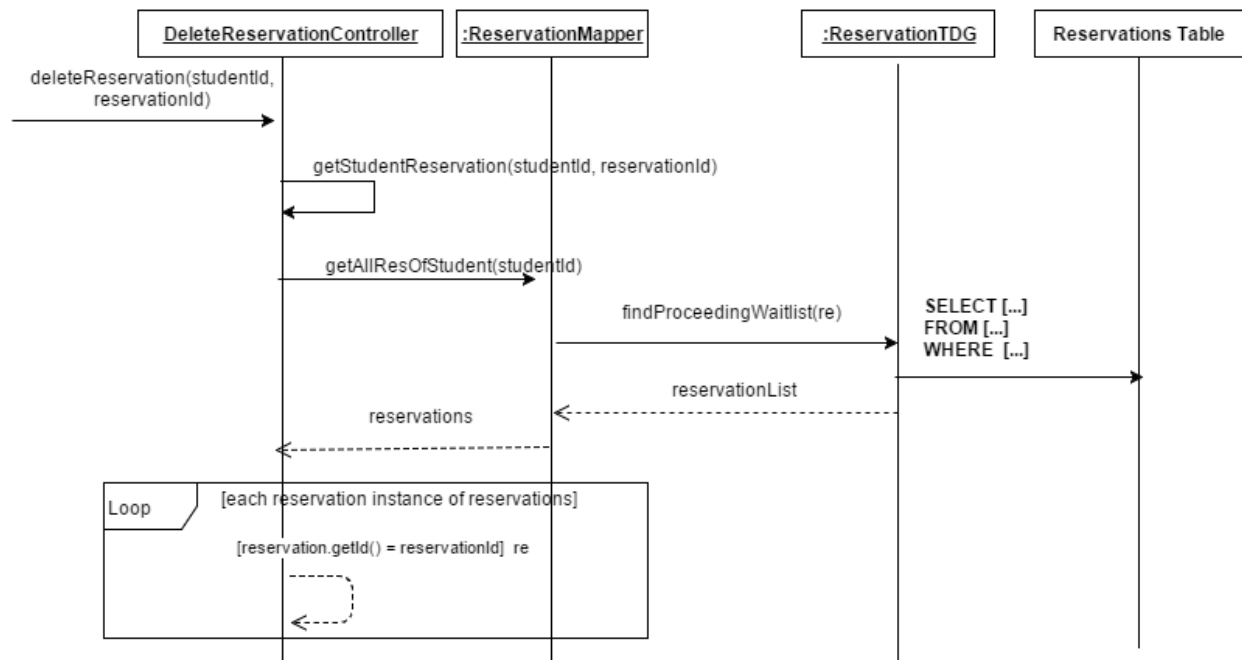 DeleteReservationController
:ReservationMapper
:ReservationTDG
Reservations Table
deleteReservation(studentId,
reservationId)
getStudentReservation(studentId, reservationId)
getAllResOfStudent(studentId)
findProceedingWaitlist(re)
SELECT [...]
FROM [...]
WHERE [...]
reservationList
reservations
Loop
[each reservation instance of reservations]
[reservation.getId() = reservationId] re